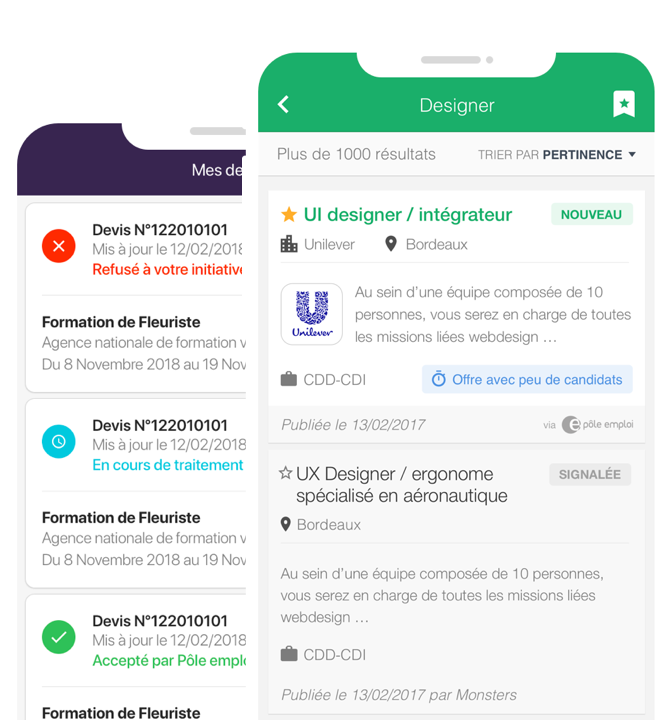 Mes de
Devis N°122010101
Mis à jour le 12/02/2018
Refusé à votre initiative
Formation de Fleuriste
Agence nationale de formation v
Du 8 Novembre 2018 au 19 Nov
Devis N°122010101
Mis à jour le 12/02/2018
En cours de traitement
Formation de Fleuriste
Agence nationale de formation v
Du 8 Novembre 2018 au 19 Nov
Devis N°122010101
Mis à jour le 12/02/2018
Accepté par Pôle emplo
Formation de Fleuriste
Designer
Plus de 1000 résultats
TRIER PAR PERTINENCE
UI designer / intégrateur
NOUVEAU
Unilever
Bordeaux
Unilever
Au sein d'une équipe composée de 10
personnes, vous serez en charge de toutes
les missions liées webdesign ...
CDD-CDI
Offre avec peu de candidats
Publiée le 13/02/2017
via pôle emploi
UX Designer / ergonome
spécialisé en aéronautique
SIGNALÉE
Bordeaux
Au sein d'une équipe composée de 10 personnes,
vous serez en charge de toutes les missions liées
webdesign ...
CDD-CDI
Publiée le 13/02/2017 par Monsters